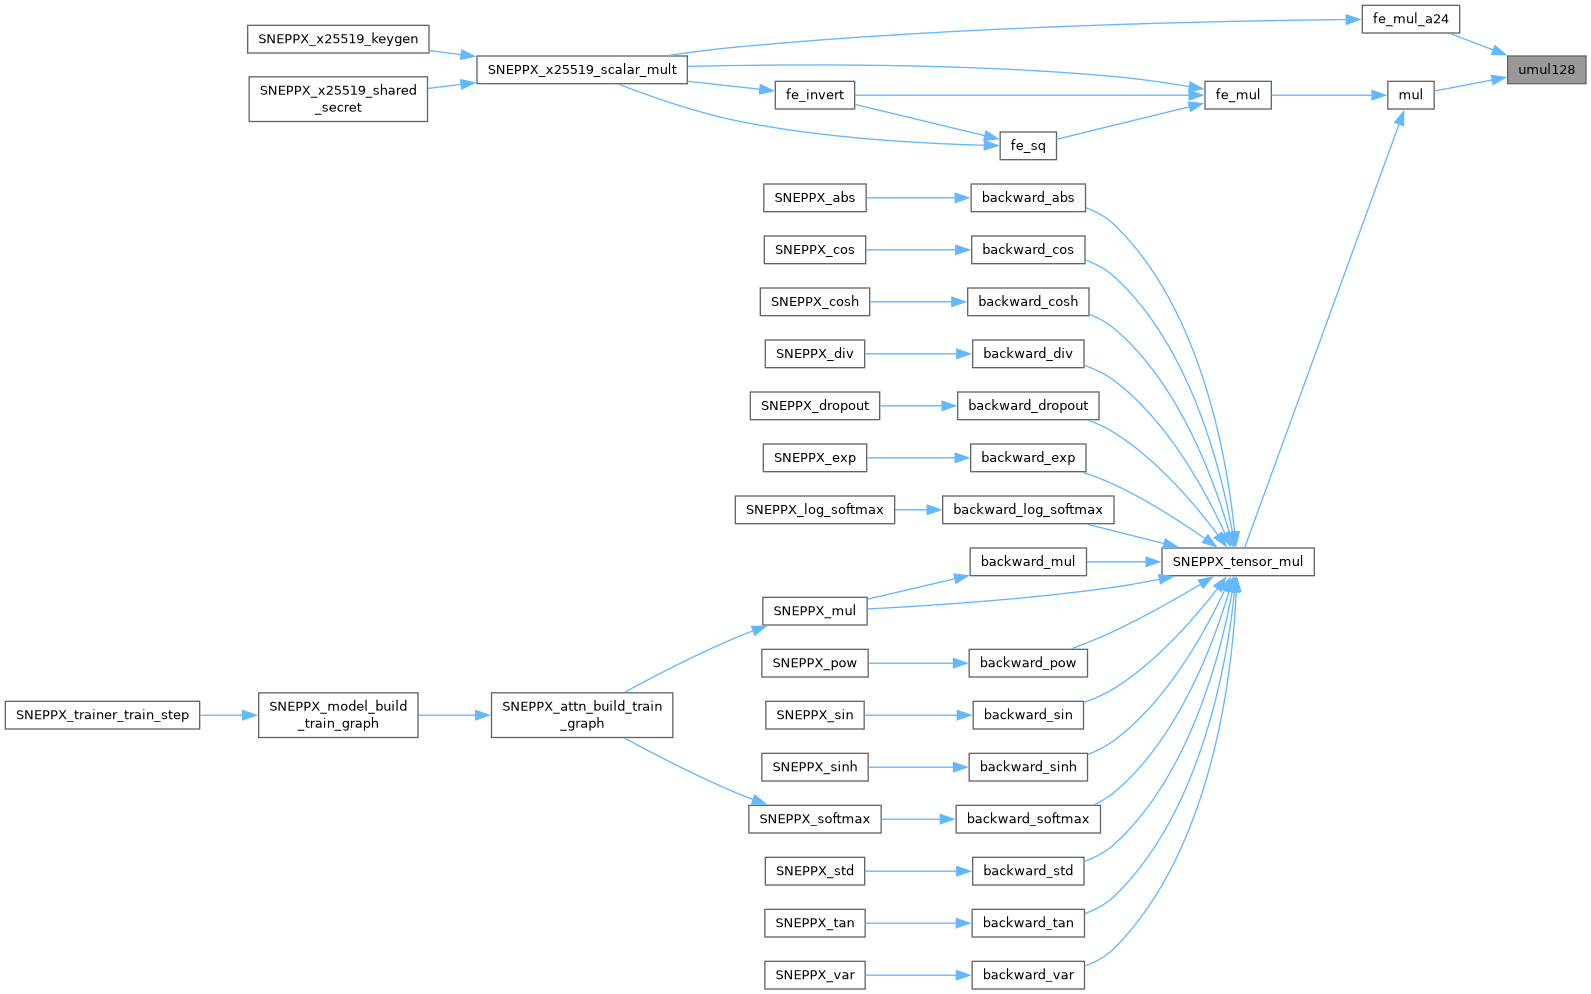 fe_mul_a24
SNEPPX_x25519_keygen
SNEPPX_x25519_scalar_mult
umul128
SNEPPX_x25519_shared
_secret
fe_invert
fe_mul
mul
fe_sq
SNEPPX_abs
backward_abs
SNEPPX_cos
backward_cos
SNEPPX_cosh
backward_cosh
SNEPPX_div
backward_div
SNEPPX_dropout
backward_dropout
SNEPPX_exp
backward_exp
SNEPPX_log_softmax
backward_log_softmax
backward_mul
SNEPPX_tensor_mul
SNEPPX_mul
SNEPPX_pow
backward_pow
SNEPPX_trainer_train_step
SNEPPX_model_build
_train_graph
SNEPPX_attn_build_train
_graph
SNEPPX_sin
backward_sin
SNEPPX_sinh
backward_sinh
SNEPPX_softmax
backward_softmax
SNEPPX_std
backward_std
SNEPPX_tan
backward_tan
SNEPPX_var
backward_var